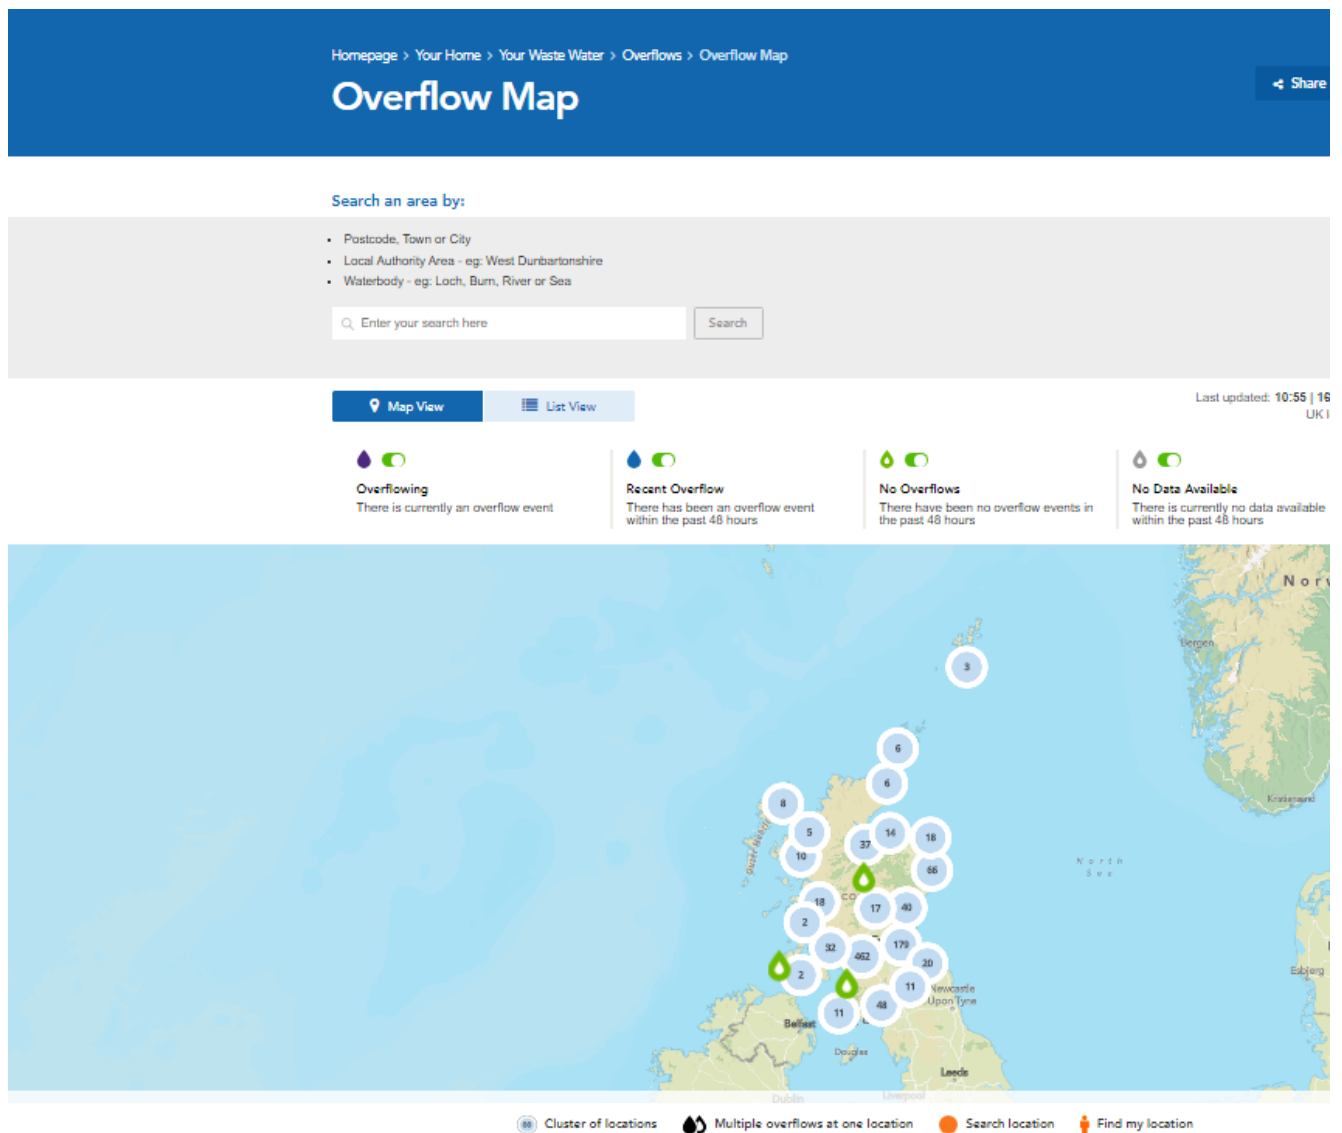 Homepage > Your Home > Your Waste Water > Overflows > Overflow Map
Overflow Map
Share
Search an area by:
Postcode, Town or City
Local Authority Area - eg: West Dunbartonshire
Waterbody - eg: Loch, Burn, River or Sea
Enter your search here
Search
Map View
List View
Last updated: 10:55 | 16
UK l
Overflowing
There is currently an overflow event
Recent Overflow
There has been an overflow event
within the past 48 hours
No Overflows
There have been no overflow events in
the past 48 hours
No Data Available
There is currently no data available
within the past 48 hours
Norv
Bergen
3
6
6
Kristiansand
8
5
14
18
37
10
North
Sea
66
18
17
40
2
32
179
462
20
Esbjerg
2
11
Newcastle
Upon Tyne
48
11
Belfast
Douglas
Leeds
Dublin
Liverpool
Cluster of locations
Multiple overflows at one location
Search location
Find my location